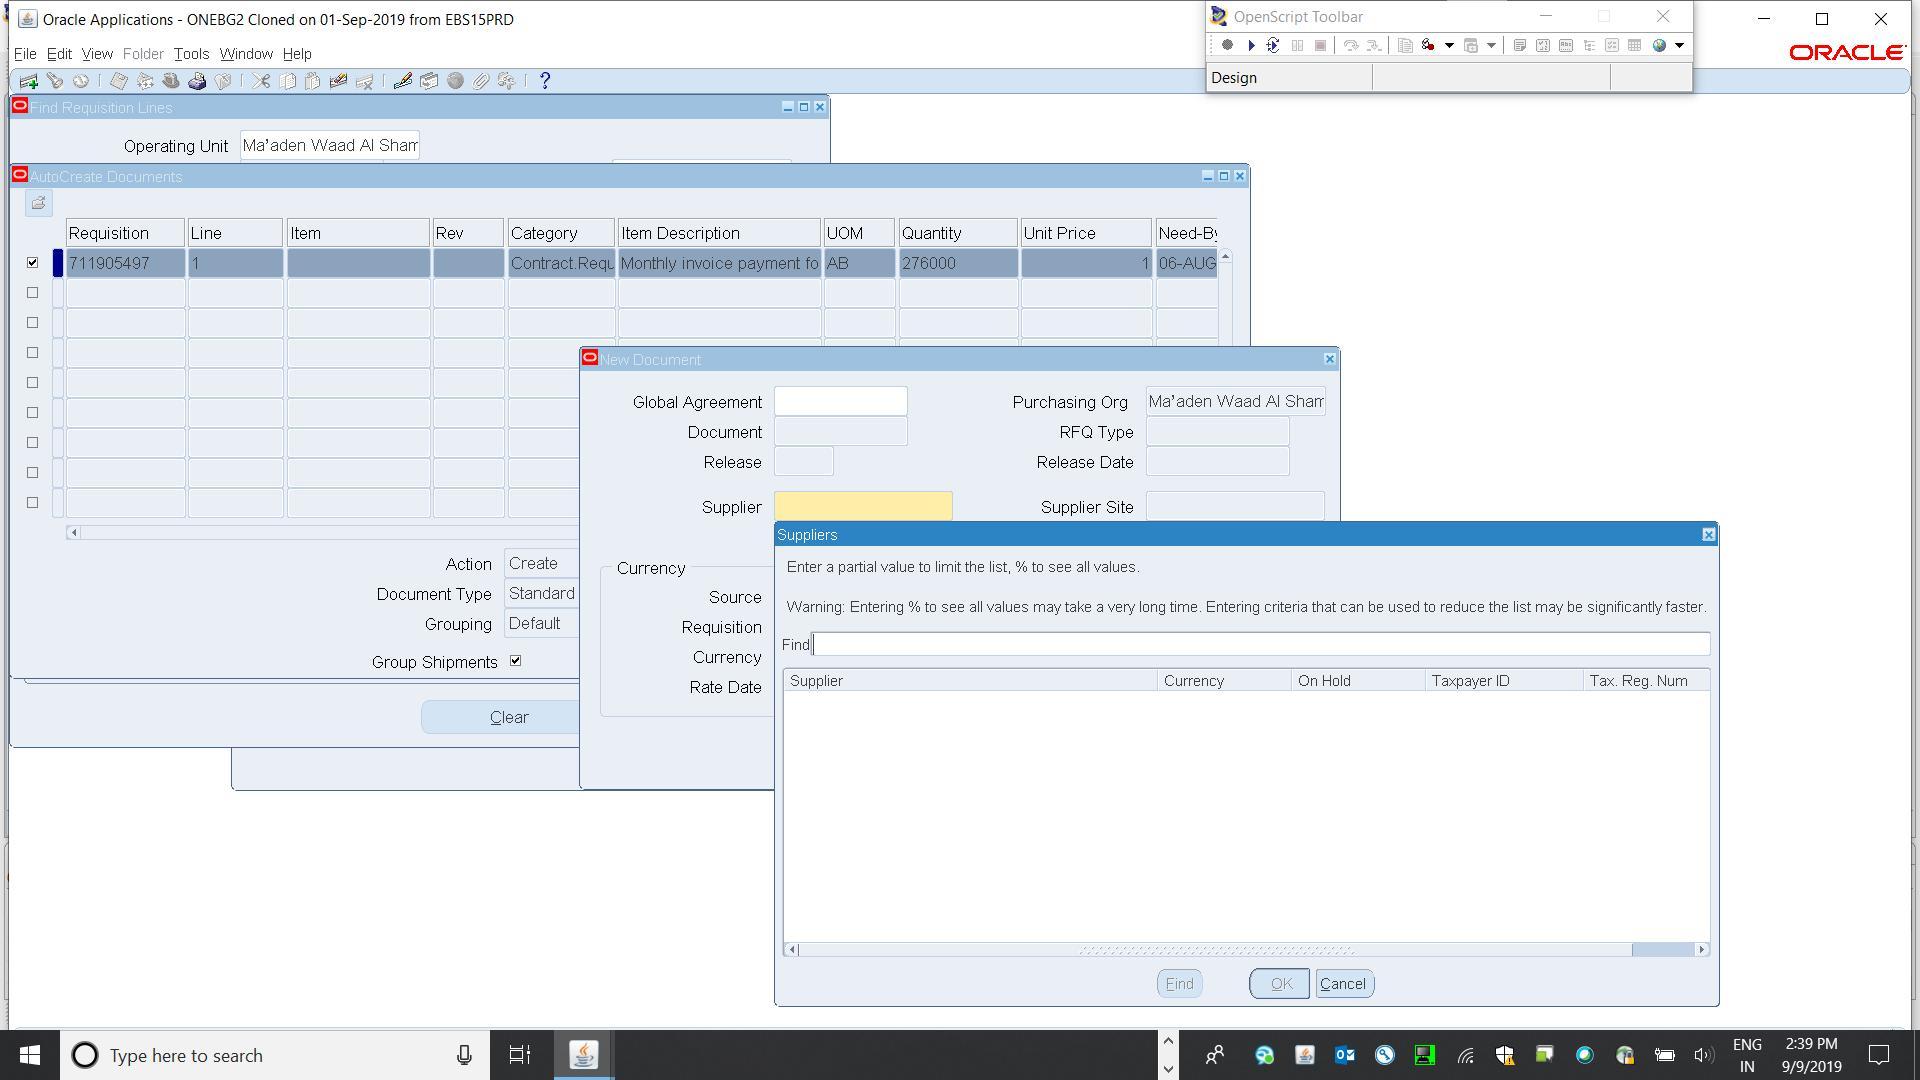 Oracle Applications - ONEBG2 Cloned on 01-Sep-2019 from EBS15PRD
OpenScript Toolbar
File Edit View Folder Tools Window Help
ORACLE
Design
Find Requisition Lines
Operating Unit Ma'aden Waad Al Sham
AutoCreate Documents
Requisition Line Item Rev Category Item Description UOM Quantity Unit Price Need-By
711905497 1 Contract.Requ Monthly invoice payment fo AB 276000 1 06-AUG
New Document
Global Agreement Purchasing Org Ma'aden Waad Al Sham
Document RFQ Type
Release Release Date
Supplier Supplier Site
Suppliers
Enter a partial value to limit the list, % to see all values.
Warning: Entering % to see all values may take a very long time. Entering criteria that can be used to reduce the list may be significantly faster.
Find
Supplier Currency On Hold Taxpayer ID Tax. Reg. Num
Action Create
Document Type Standard
Grouping Default
Group Shipments
Currency
Source
Requisition
Currency
Rate Date
Clear
Find OK Cancel
Type here to search
ENG
IN
2:39 PM
9/9/2019